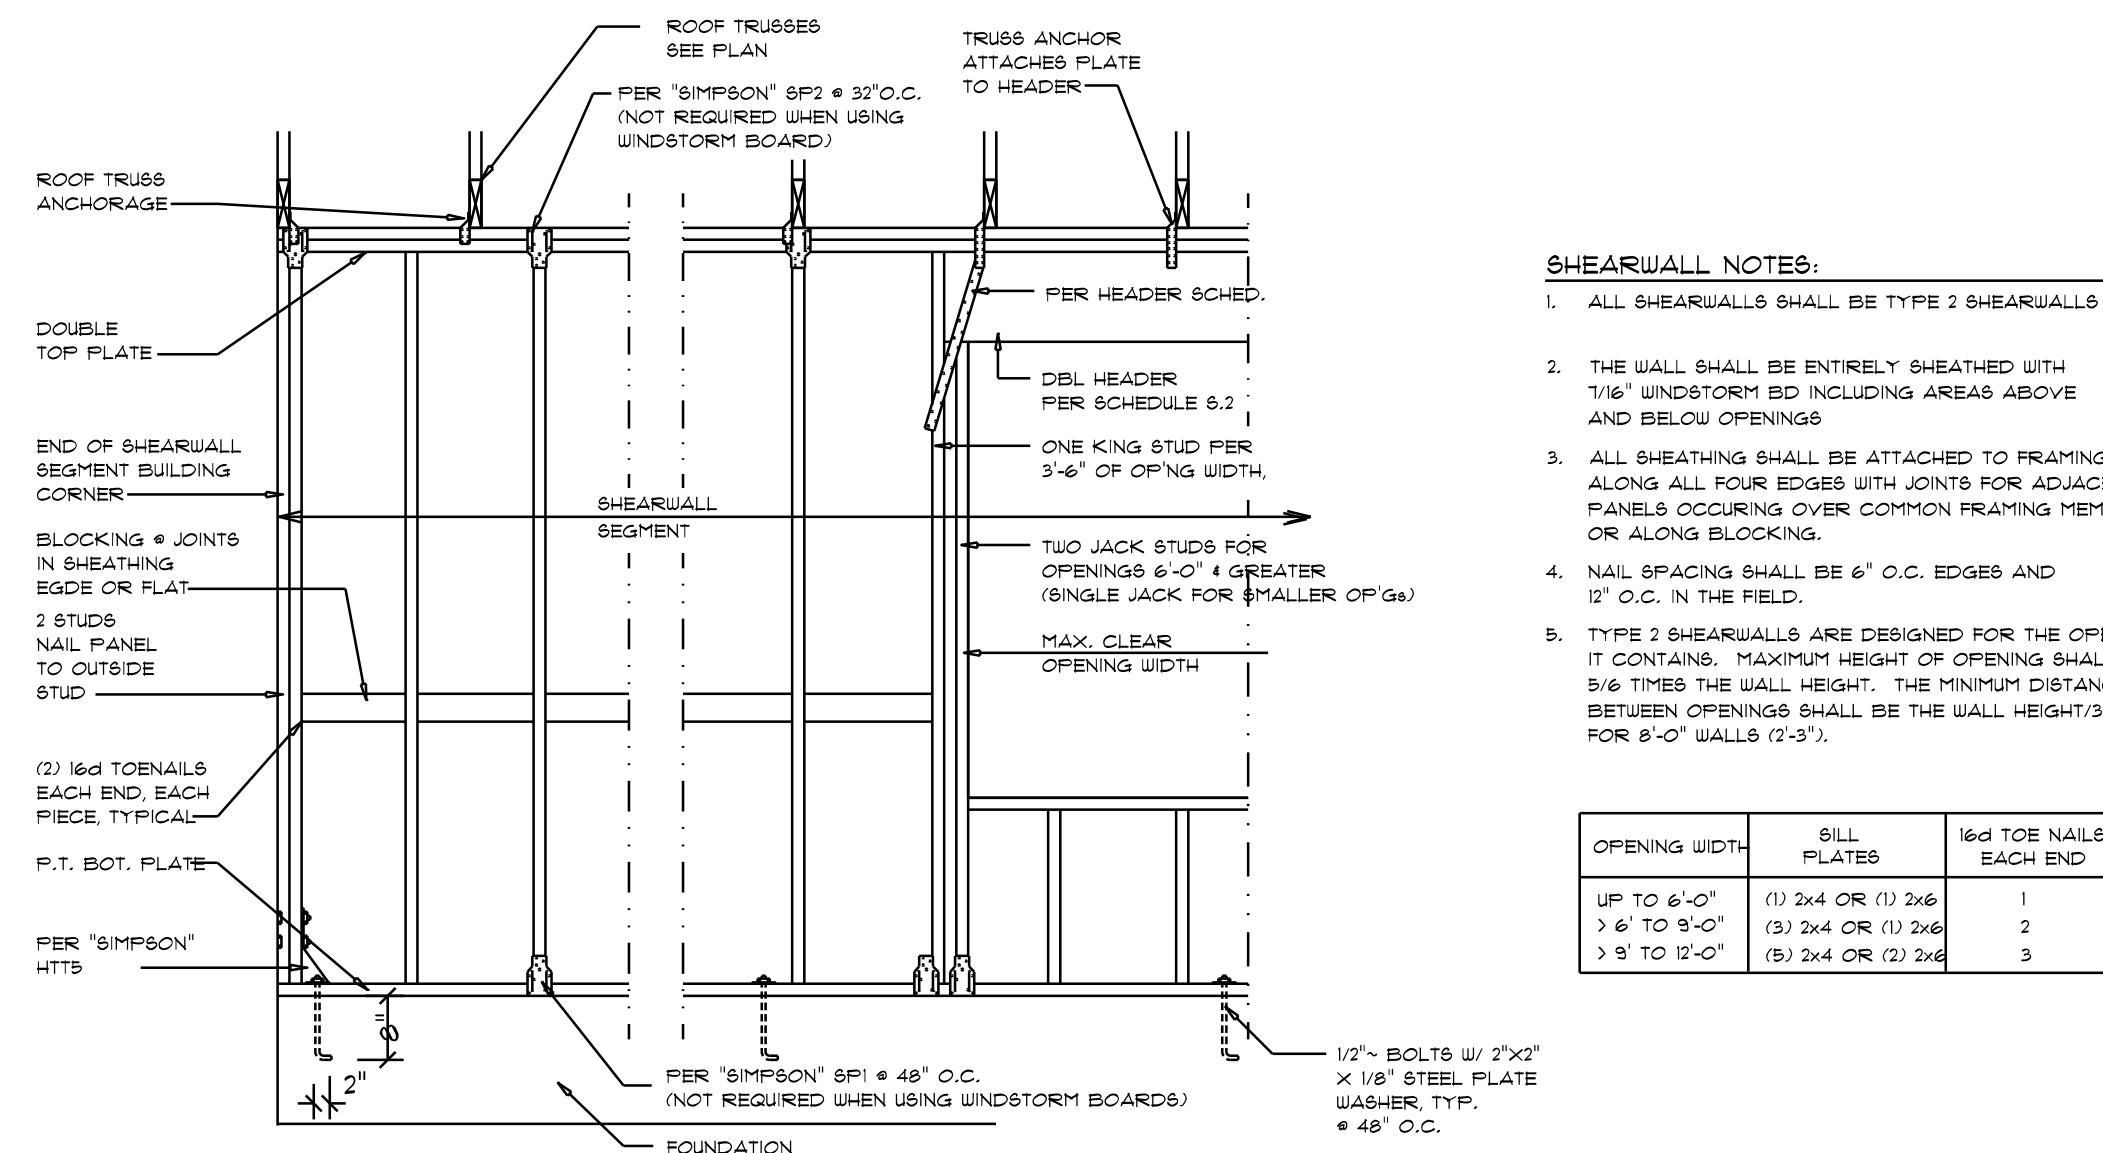 ROOF TRUSSES
SEE PLAN
TRUSS ANCHOR
ATTACHES PLATE
TO HEADER
PER "SIMPSON" SP2 @ 32"O.C.
(NOT REQUIRED WHEN USING
WINDSTORM BOARD)
ROOF TRUSS
ANCHORAGE
DOUBLE
TOP PLATE
END OF SHEARWALL
SEGMENT BUILDING
CORNER
BLOCKING @ JOINTS
IN SHEATHING
EGDE OR FLAT
2 STUDS
NAIL PANEL
TO OUTSIDE
STUD
(2) 16d TOENAILS
EACH END, EACH
PIECE, TYPICAL
P.T. BOT. PLATE
PER "SIMPSON"
HTT5
SHEARWALL
SEGMENT
PER HEADER SCHED.
DBL HEADER
PER SCHEDULE S.2
ONE KING STUD PER
3'-6" OF OP'NG WIDTH,
TWO JACK STUDS FOR
OPENINGS 6'-0" & GREATER
(SINGLE JACK FOR SMALLER OP'Gs)
MAX. CLEAR
OPENING WIDTH
8"
2"
PER "SIMPSON" SP1 @ 48" O.C.
(NOT REQUIRED WHEN USING WINDSTORM BOARDS)
FOUNDATION
1/2"~ BOLTS W/ 2"X2"
X 1/8" STEEL PLATE
WASHER, TYP.
@ 48" O.C.
SHEARWALL NOTES:
1. ALL SHEARWALLS SHALL BE TYPE 2 SHEARWALLS
2. THE WALL SHALL BE ENTIRELY SHEATHED WITH
7/16" WINDSTORM BD INCLUDING AREAS ABOVE
AND BELOW OPENINGS
3. ALL SHEATHING SHALL BE ATTACHED TO FRAMING
ALONG ALL FOUR EDGES WITH JOINTS FOR
PANELS OCCURING OVER COMMON FRAMING
OR ALONG BLOCKING.
4. NAIL SPACING SHALL BE 6" O.C. EDGES AND
12" O.C. IN THE FIELD.
5. TYPE 2 SHEARWALLS ARE DESIGNED FOR THE
IT CONTAINS. MAXIMUM HEIGHT OF OPENING
5/6 TIMES THE WALL HEIGHT. THE MINIMUM
BETWEEN OPENINGS SHALL BE THE WALL HEIGHT/3
FOR 8'-0" WALLS (2'-3").
OPENING WIDTH
SILL
PLATES
16d TOE NAILS
EACH END
UP TO 6'-0" (1) 2x4 OR (1) 2x6 1
> 6' TO 9'-0" (3) 2x4 OR (1) 2x6 2
> 9' TO 12'-0" (5) 2x4 OR (2) 2x6 3